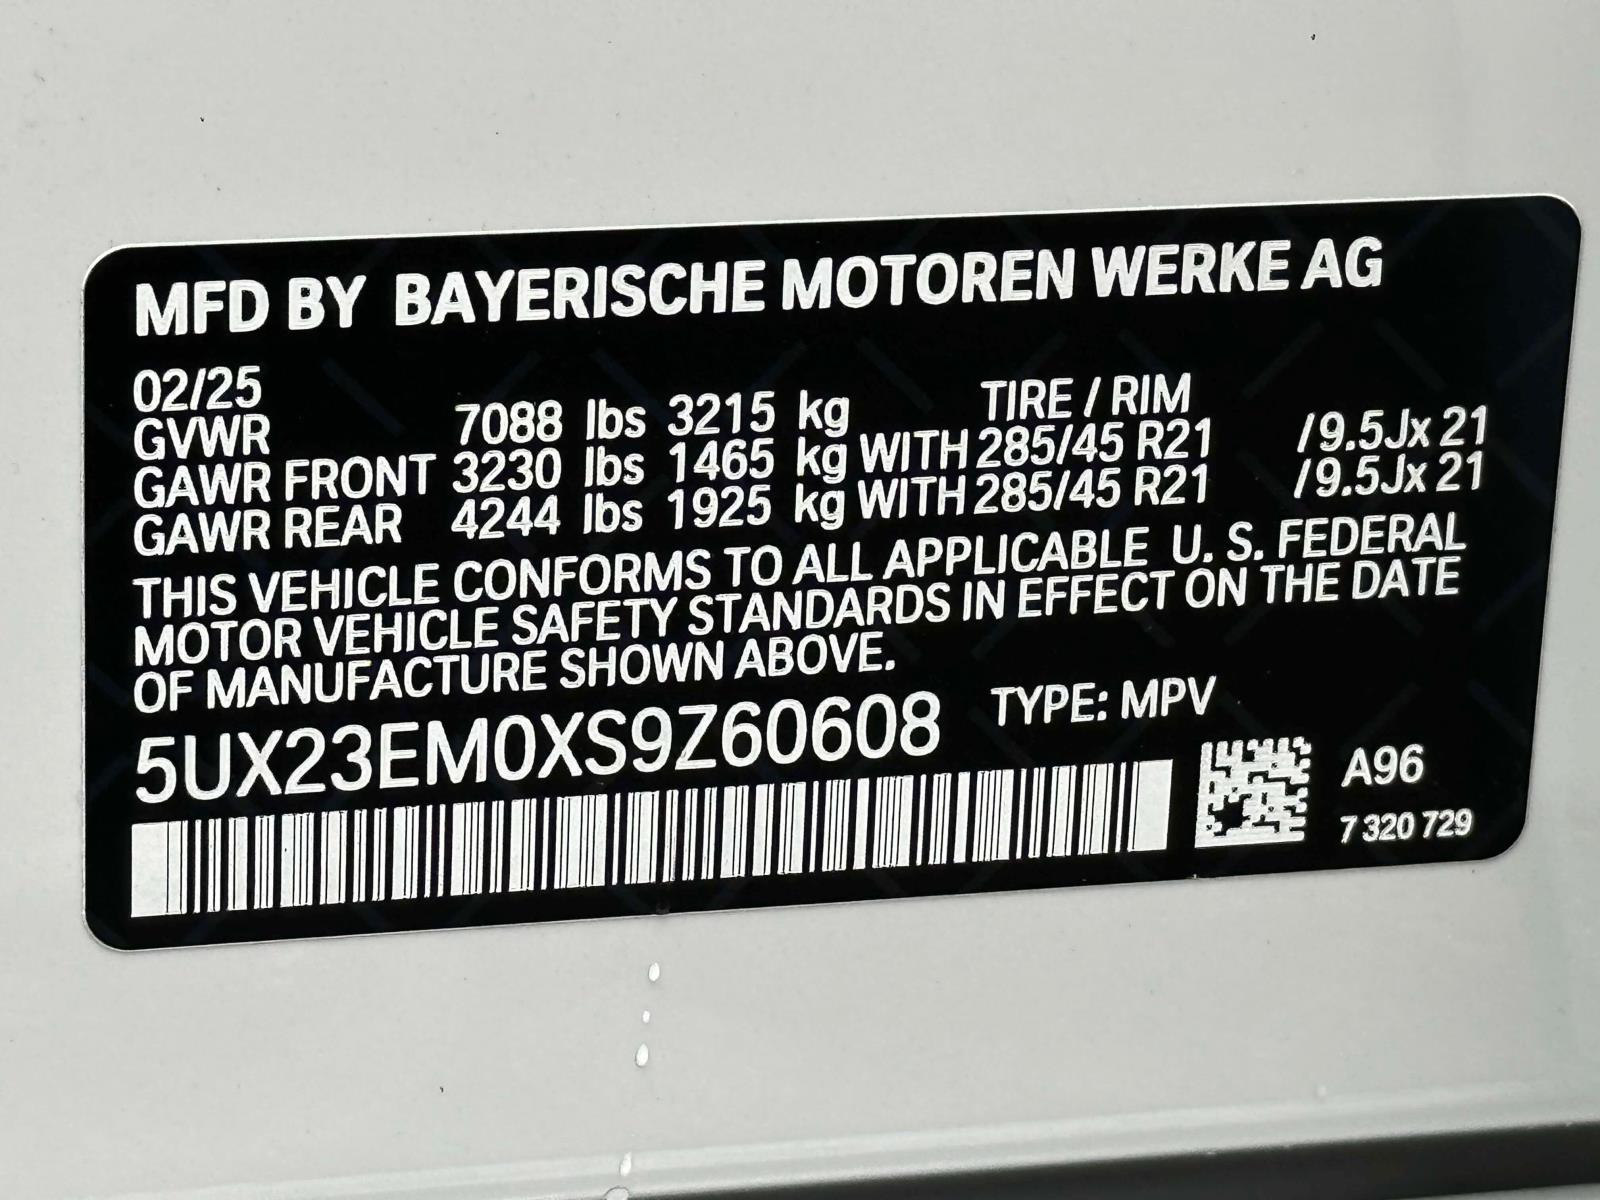 MFD BY BAYERISCHE MOTOREN WERKE AG
02/25
GVWR 7088 lbs 3215 kg TIRE / RIM
GAWR FRONT 3230 lbs 1465 kg WITH 285/45 R21 /9.5Jx 21
GAWR REAR 4244 lbs 1925 kg WITH 285/45 R21 /9.5Jx 21
THIS VEHICLE CONFORMS TO ALL APPLICABLE U. S. FEDERAL
MOTOR VEHICLE SAFETY STANDARDS IN EFFECT ON THE DATE
OF MANUFACTURE SHOWN ABOVE.
5UX23EM0XS9Z60608 TYPE: MPV
A96
7 320 729